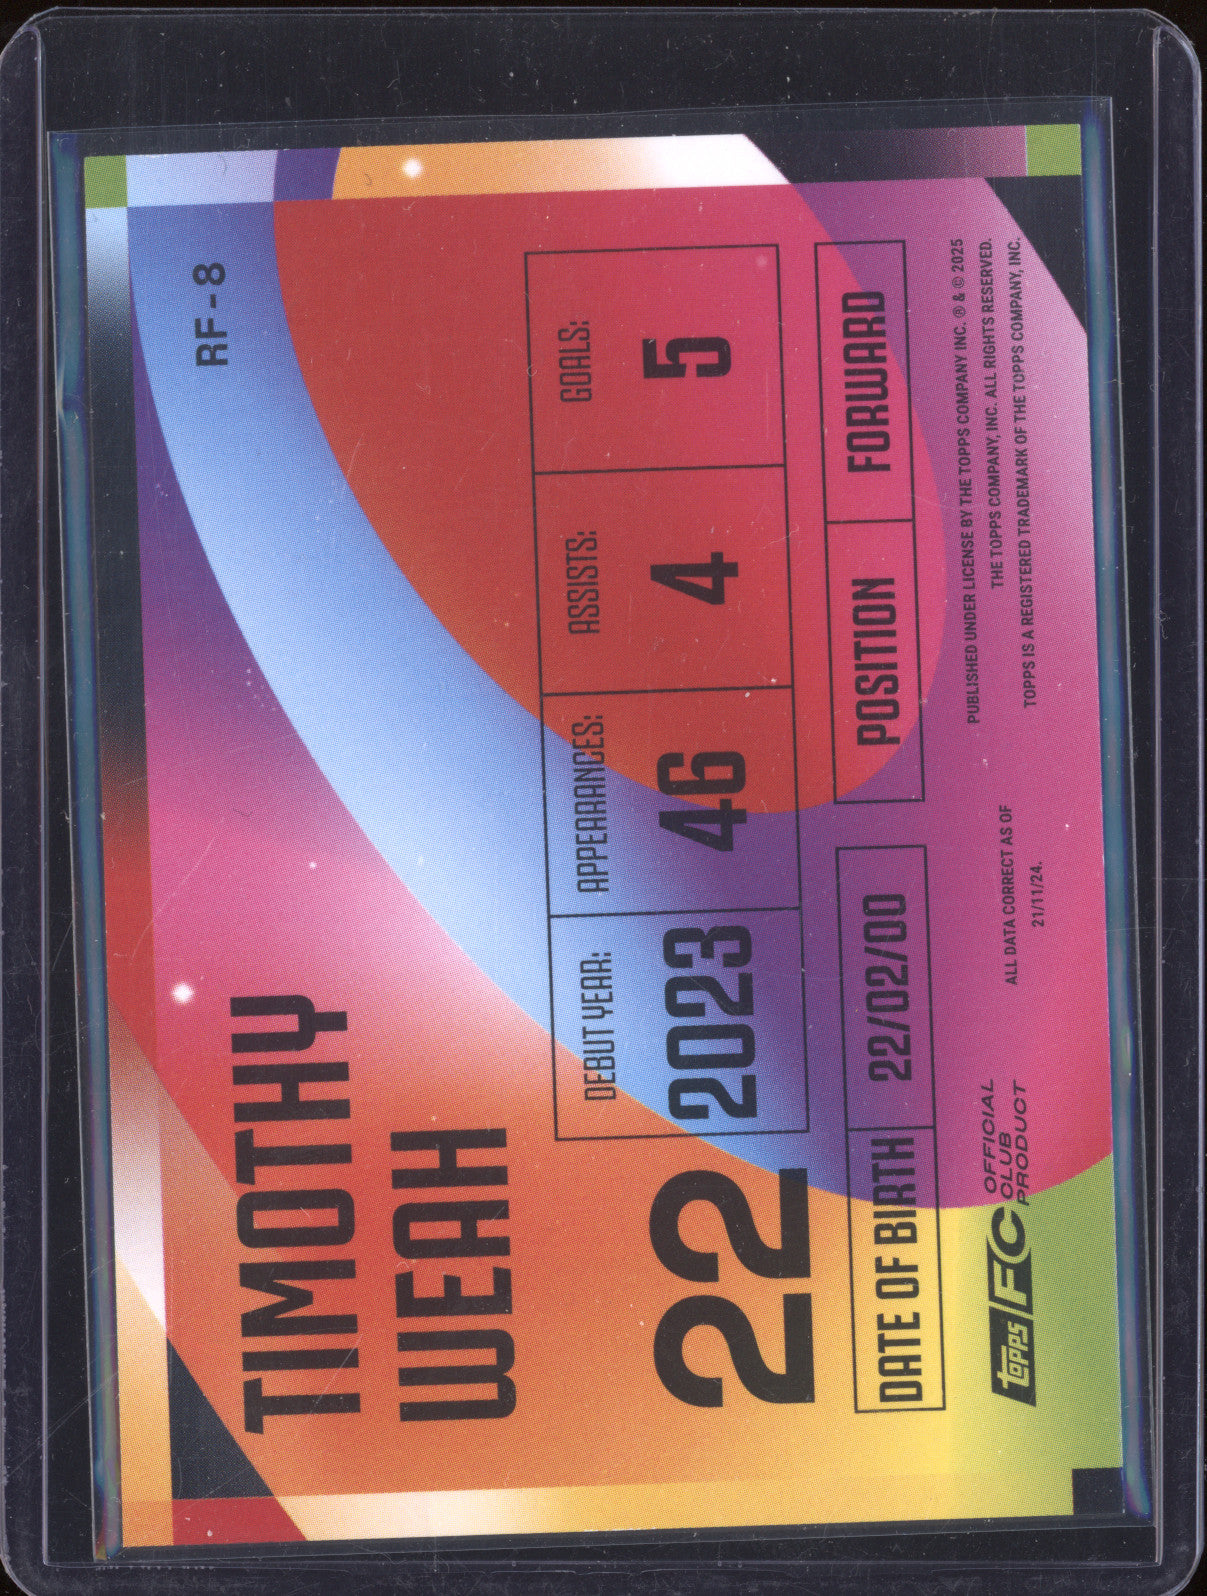 RF-8
TIMOTHY
WEAH
22
DEBUT YEAR: APPEARANCES: ASSISTS: GOALS:
2023 46 4 5
DATE OF BIRTH 22/02/00 POSITION FORWARD
topps FC OFFICIAL
CLUB
PRODUCT
ALL DATA CORRECT AS OF
21/11/24.
PUBLISHED UNDER LICENSE BY THE TOPPS COMPANY INC. ® & © 2025
THE TOPPS COMPANY, INC. ALL RIGHTS RESERVED.
TOPPS IS A REGISTERED TRADEMARK OF THE TOPPS COMPANY, INC.